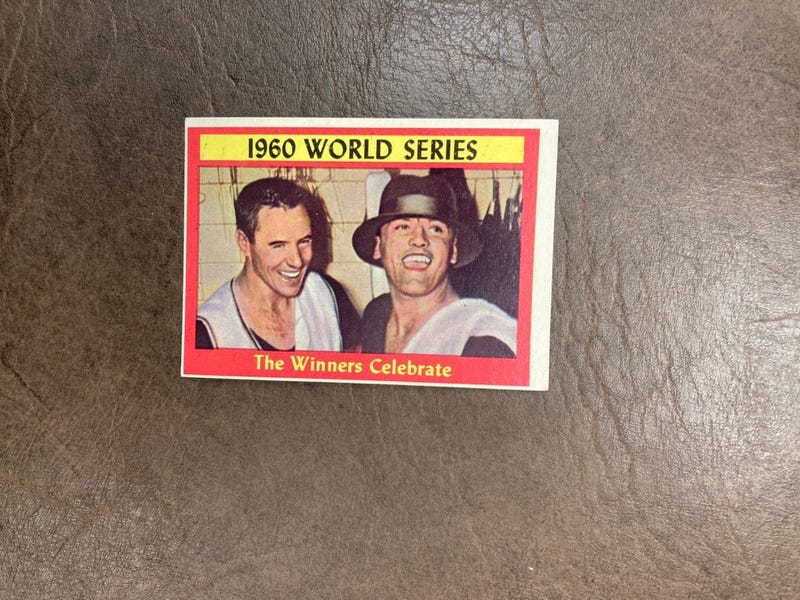 1960 WORLD SERIES
The Winners Celebrate